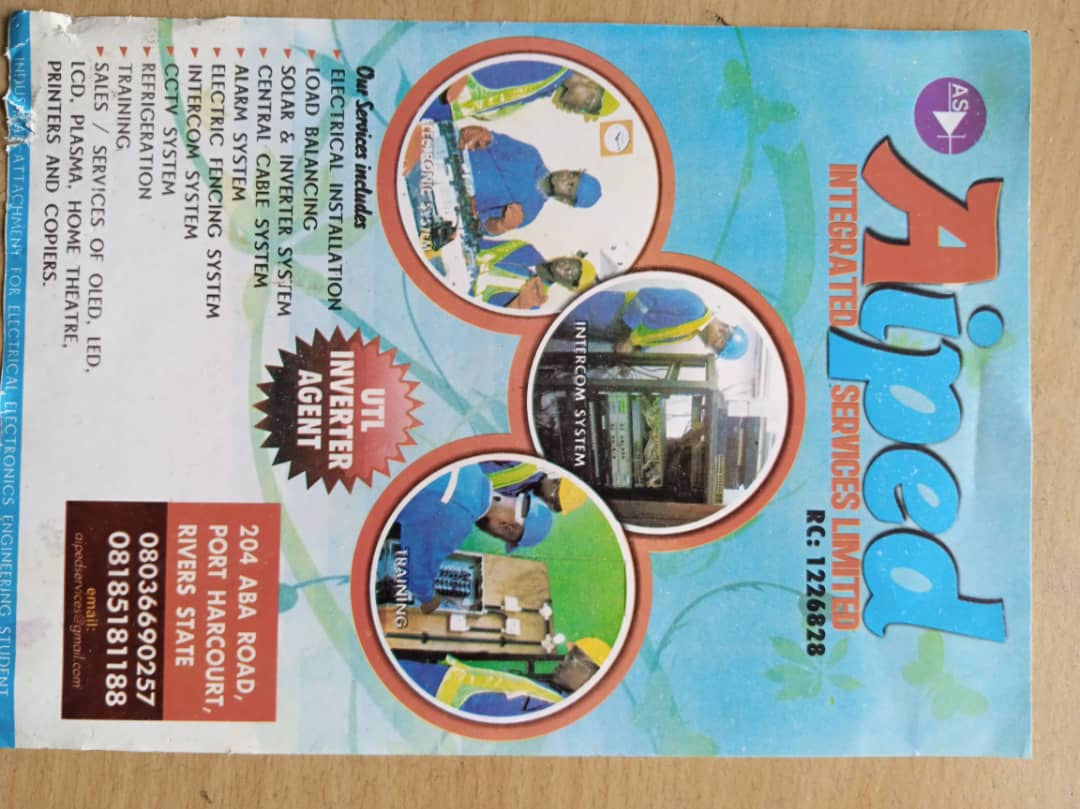 AS
Aiped
INTEGRATED SERVICES LIMITED
RC: 1226828
ELECTRONIC SYSTEM
INTERCOM SYSTEM
TRAINING
Our Services includes
ELECTRICAL INSTALLATION
LOAD BALANCING
SOLAR & INVERTER SYSTEM
CENTRAL CABLE SYSTEM
ALARM SYSTEM
ELECTRIC FENCING SYSTEM
INTERCOM SYSTEM
CCTV SYSTEM
REFRIGERATION
TRAINING
SALES / SERVICES OF OLED, LED,
LCD, PLASMA, HOME THEATRE,
PRINTERS AND COPIERS.
UTL
INVERTER
AGENT
204 ABA ROAD,
PORT HARCOURT,
RIVERS STATE
08036690257
08185181188
email:
aipedservices@gmail.com
INDUSTRIAL ATTACHMENT FOR ELECTRICAL, ELECTRONICS ENGINEERING STUDENT